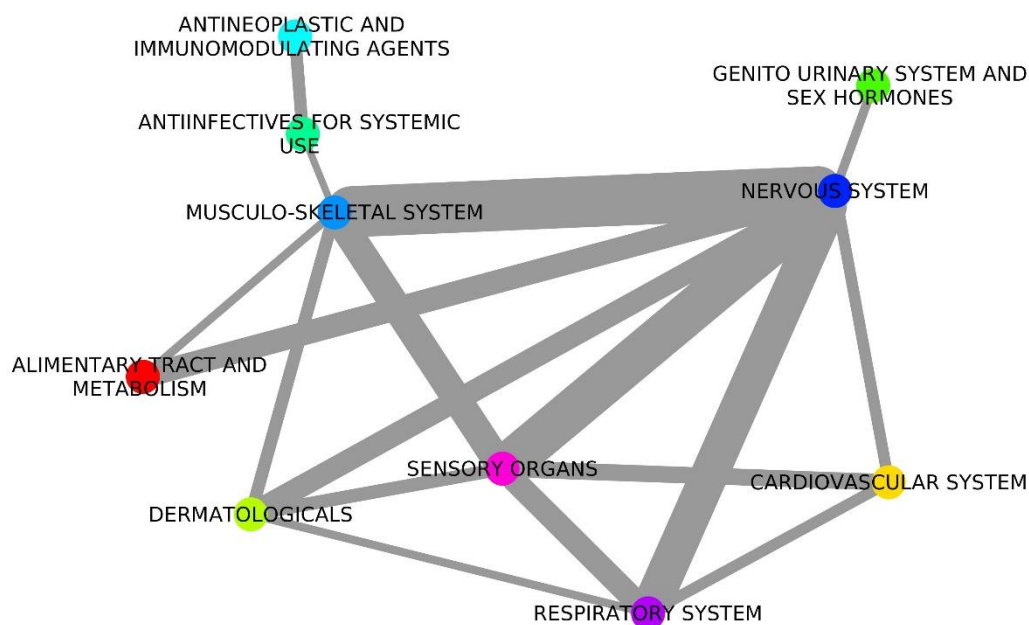 ANTINEOPLASTIC AND
IMMUNOMODULATING AGENTS
GENITO URINARY SYSTEM AND
SEX HORMONES
ANTIINFECTIVES FOR SYSTEMIC
USE
NERVOUS SYSTEM
MUSCULO-SKELETAL SYSTEM
ALIMENTARY TRACT AND
METABOLISM
SENSORY ORGANS
CARDIOVASCULAR SYSTEM
DERMATOLOGICALS
RESPIRATORY SYSTEM